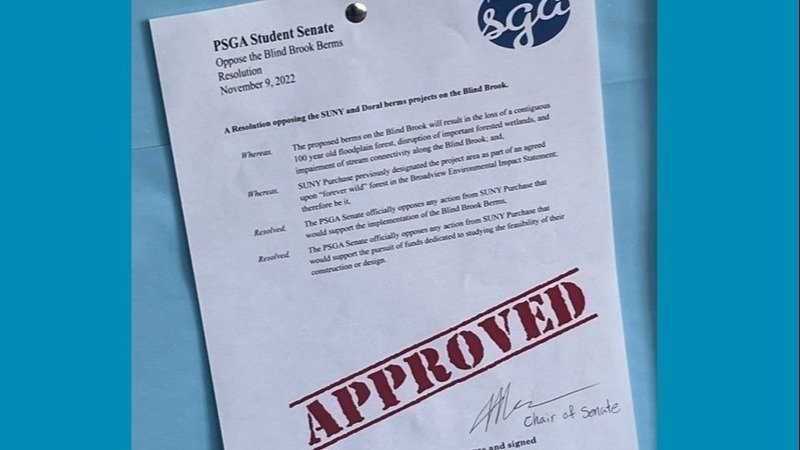 sga
PSGA Student Senate
Oppose the Blind Brook Berms
Resolution
November 9, 2022
A Resolution opposing the SUNY and Doral berms projects on the Blind Brook.
Whereas, The proposed berms on the Blind Brook will result in the loss of a contiguous
100 year old floodplain forest, disruption of important forested wetlands, and
impairment of stream connectivity along the Blind Brook; and,
Whereas, SUNY Purchase previously designated the project area as part of an agreed
upon “forever wild” forest in the Broadview Environmental Impact Statement;
therefore be it,
Resolved. The PSGA Senate officially opposes any action from SUNY Purchase that
would support the implementation of the Blind Brook Berms,
Resolved. The PSGA Senate officially opposes any action from SUNY Purchase that
would support the pursuit of funds dedicated to studying the feasibility of their
construction or design.
APPROVED
Chair of Senate
and signed